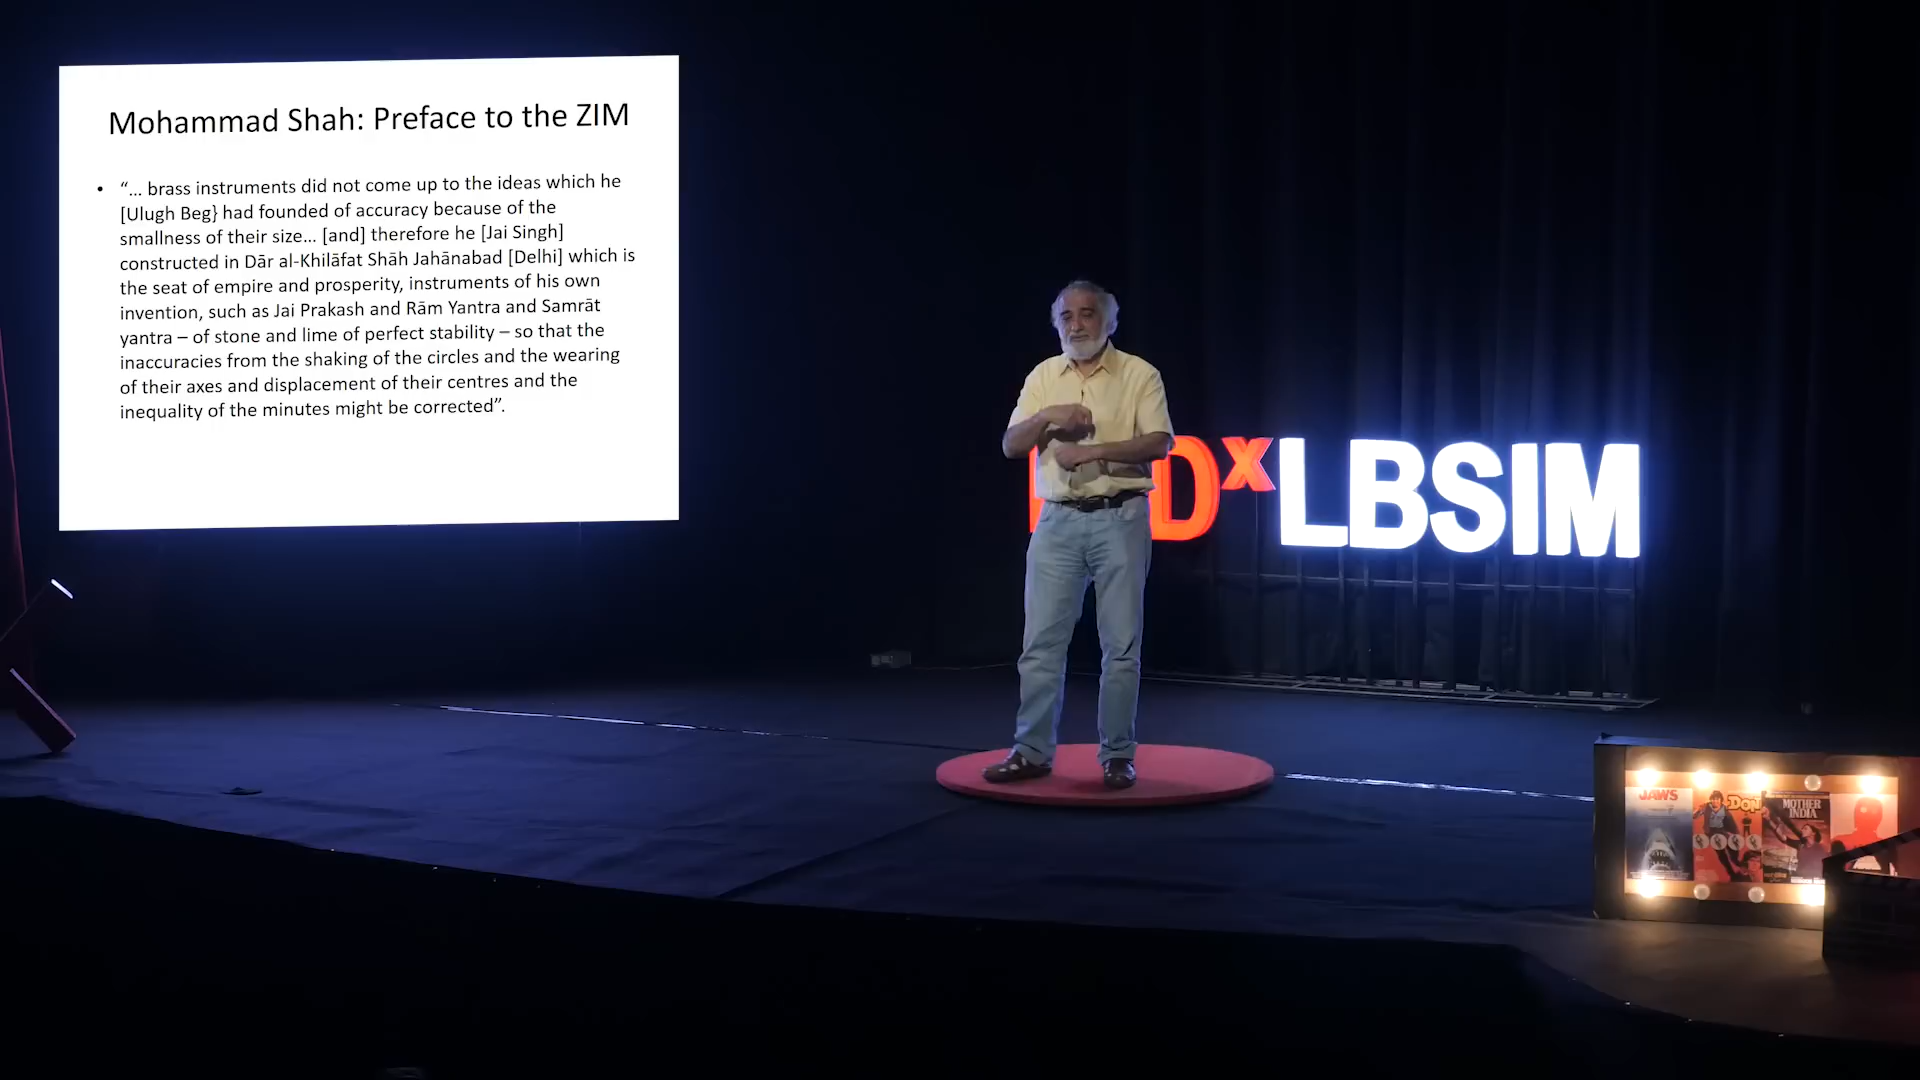 Mohammad Shah: Preface to the ZIM
• “... brass instruments did not come up to the ideas which he
[Ulugh Beg} had founded of accuracy because of the
smallness of their size... [and] therefore he [Jai Singh]
constructed in Dār al-Khilāfat Shāh Jahānabad [Delhi] which is
the seat of empire and prosperity, instruments of his own
invention, such as Jai Prakash and Rām Yantra and Samrāt
yantra – of stone and lime of perfect stability – so that the
inaccuracies from the shaking of the circles and the wearing
of their axes and displacement of their centres and the
inequality of the minutes might be corrected”.
DxLBSIM
JAWS
DON
MOTHER
INDIA